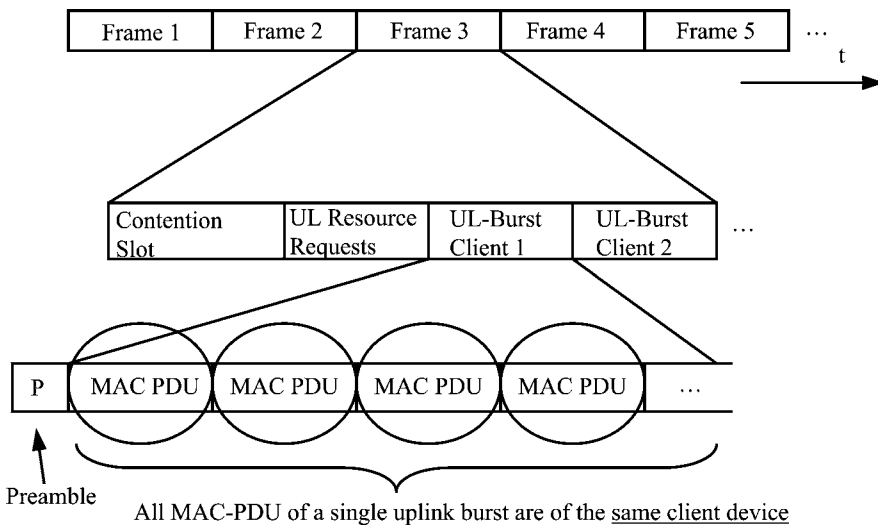 Frame 1 Frame 2 Frame 3 Frame 4 Frame 5 ...
t
Contention Slot
UL Resource Requests
UL-Burst Client 1
UL-Burst Client 2
...
P
MAC PDU MAC PDU MAC PDU MAC PDU ...
Preamble
All MAC-PDU of a single uplink burst are of the same client device